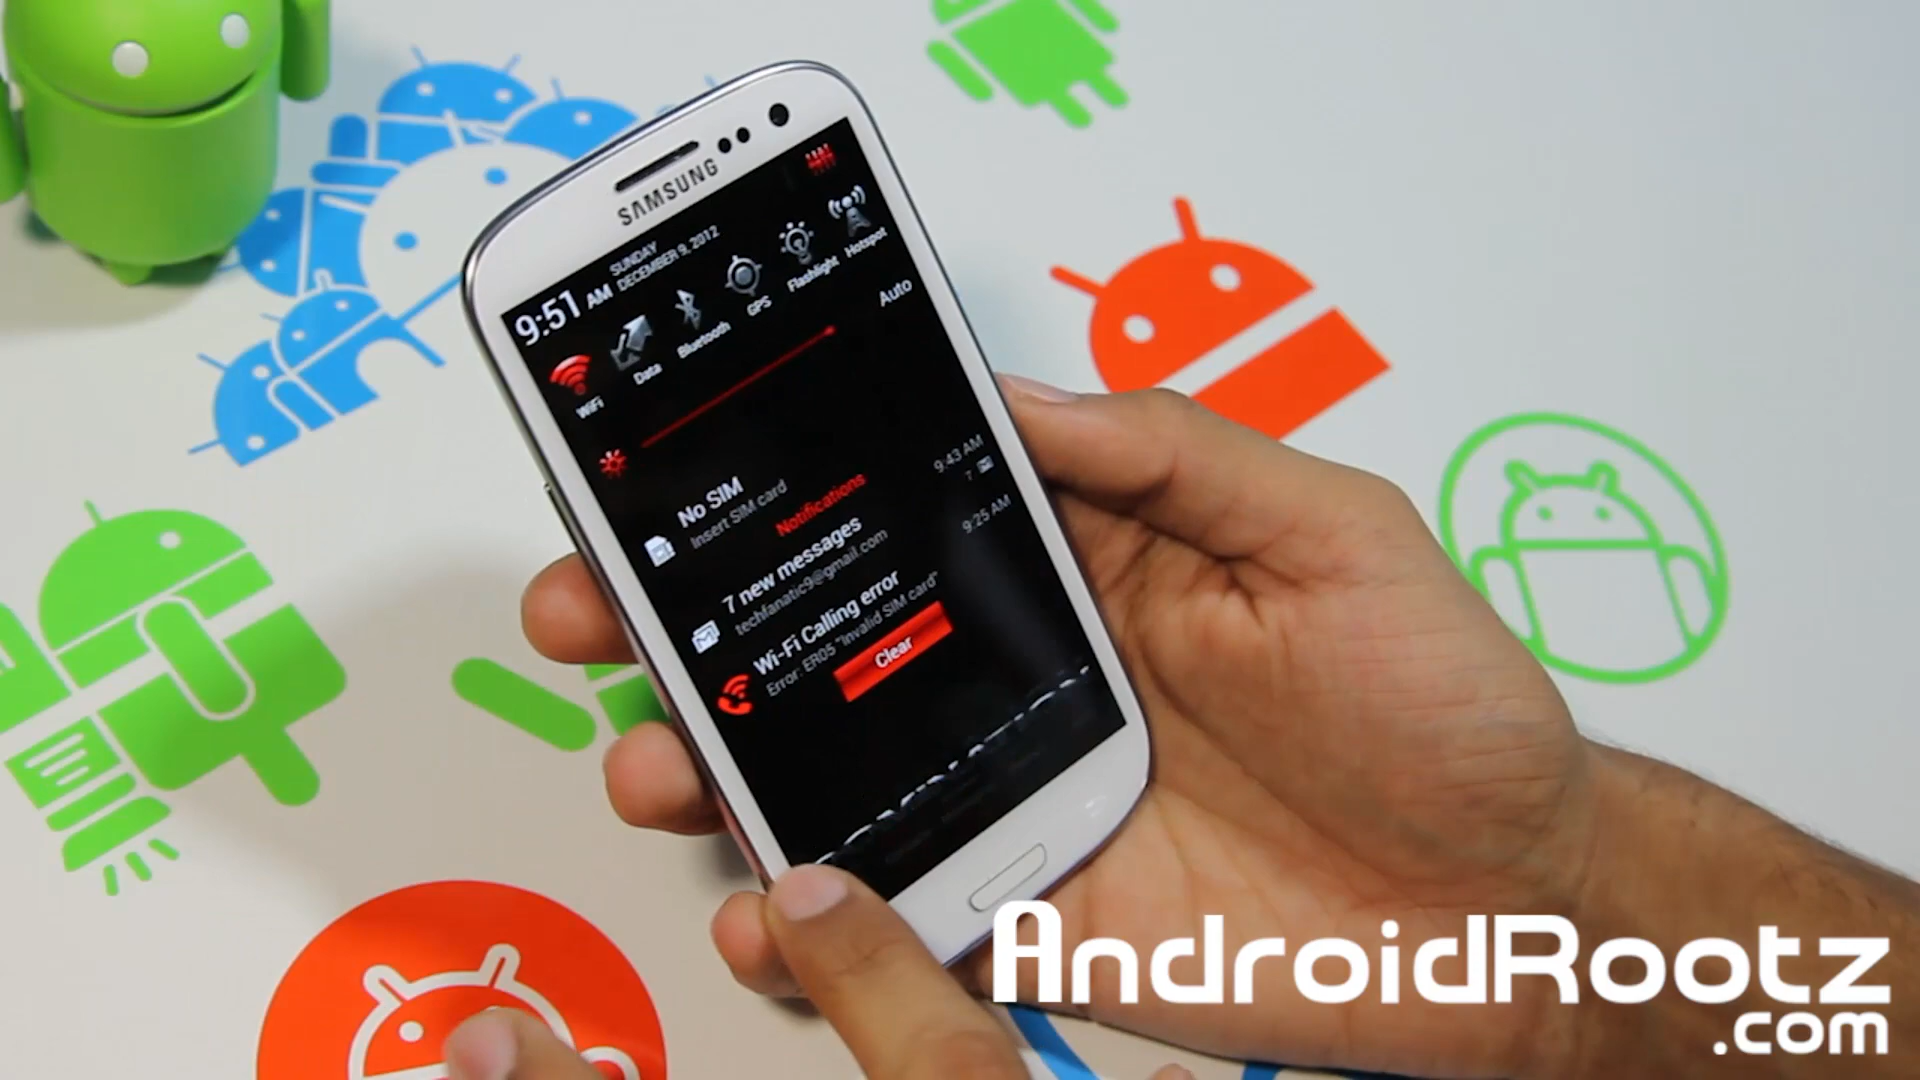 SAMSUNG
SUNDAY
DECEMBER 9, 2012
9:51 AM
WiFi
Data
Bluetooth
GPS
Flashlight
Hotspot
Auto
No SIM
Insert SIM card
Notifications
7 new messages
9:43 AM
techfanatic9@gmail.com
7
Wi-Fi Calling error
9:25 AM
Error: ER05 "Invalid SIM card"
Clear
AndroidRootz
.com